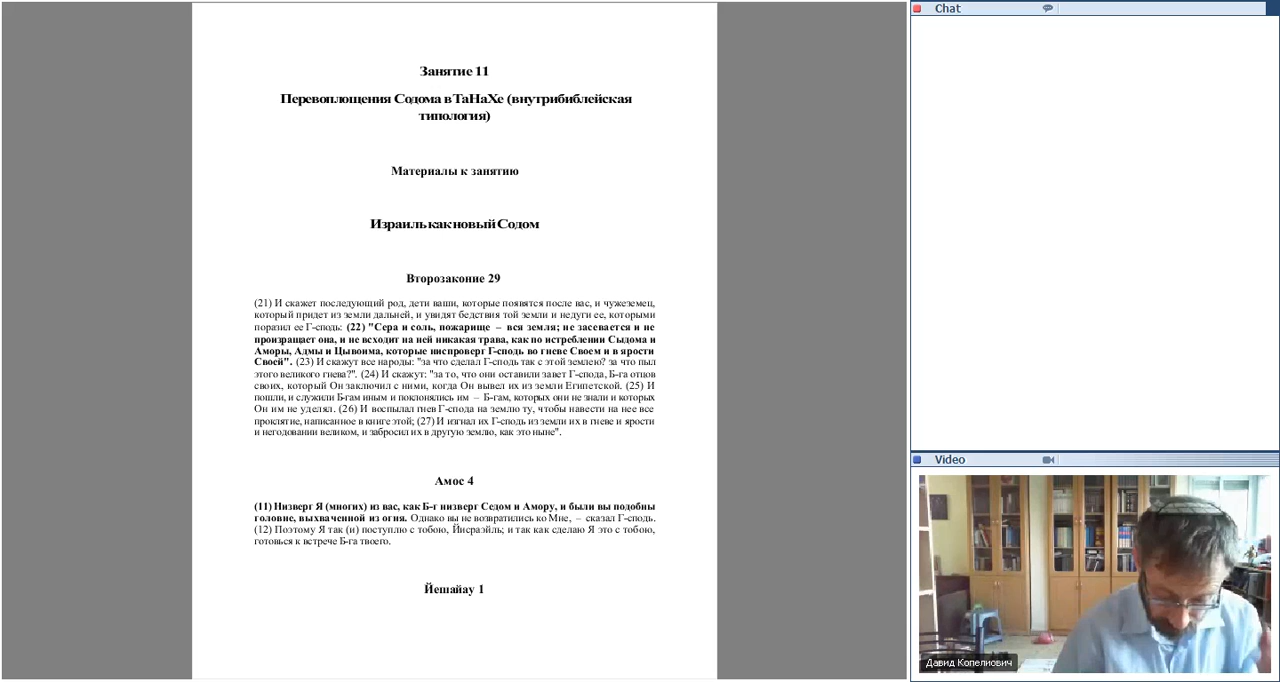 Занятие 11
Перевоплощения Содома в ТаНаХе (внутрибиблейская
типология)
Материалы к занятию
Израиль как новый Содом
Второзаконие 29
(21) И скажет последующий род, дети ваши, которые появятся после вас, и чужеземец,
который придет из земли дальней, и увидят бедствия той земли и недуги ее, которыми
поразил ее Г-сподь: (22) "Сера и соль, пожарище – вся земля; не засевается и не
произращает она, и не всходит на ней никакая трава, как по истреблении Сыдома и
Аморы, Адмы и Цывоима, которые ниспроверг Г-сподь во гневе Своем и в ярости
Своей". (23) И скажут все народы: "за что сделал Г-сподь так с этой землею? за что пыл
этого великого гнева?". (24) И скажут: "за то, что они оставили завет Г-спода, Б-га отцов
своих, который Он заключил с ними, когда Он вывел их из земли Египетской. (25) И
пошли, и служили Б-гам иным и поклонялись им – Б-гам, которых они не знали и которых
Он им не уделял. (26) И воспылал гнев Г-спода на землю ту, чтобы навести на нее все
проклятие, написанное в книге этой; (27) И изгнал их Г-сподь из земли их в гневе и ярости
и негодовании великом, и забросил их в другую землю, как это ныне".
Амос 4
(11) Низверг Я (многих) из вас, как Б-г низверг Седом и Амору, и были вы подобны
головне, выхваченной из огня. Однако вы не возвратились ко Мне, – сказал Г-сподь.
(12) Поэтому Я так (и) поступлю с тобою, Йисраэйль; и так как сделаю Я это с тобою,
готовься к встрече Б-га твоего.
Йешайау 1
Chat
Video
Давид Копелиович